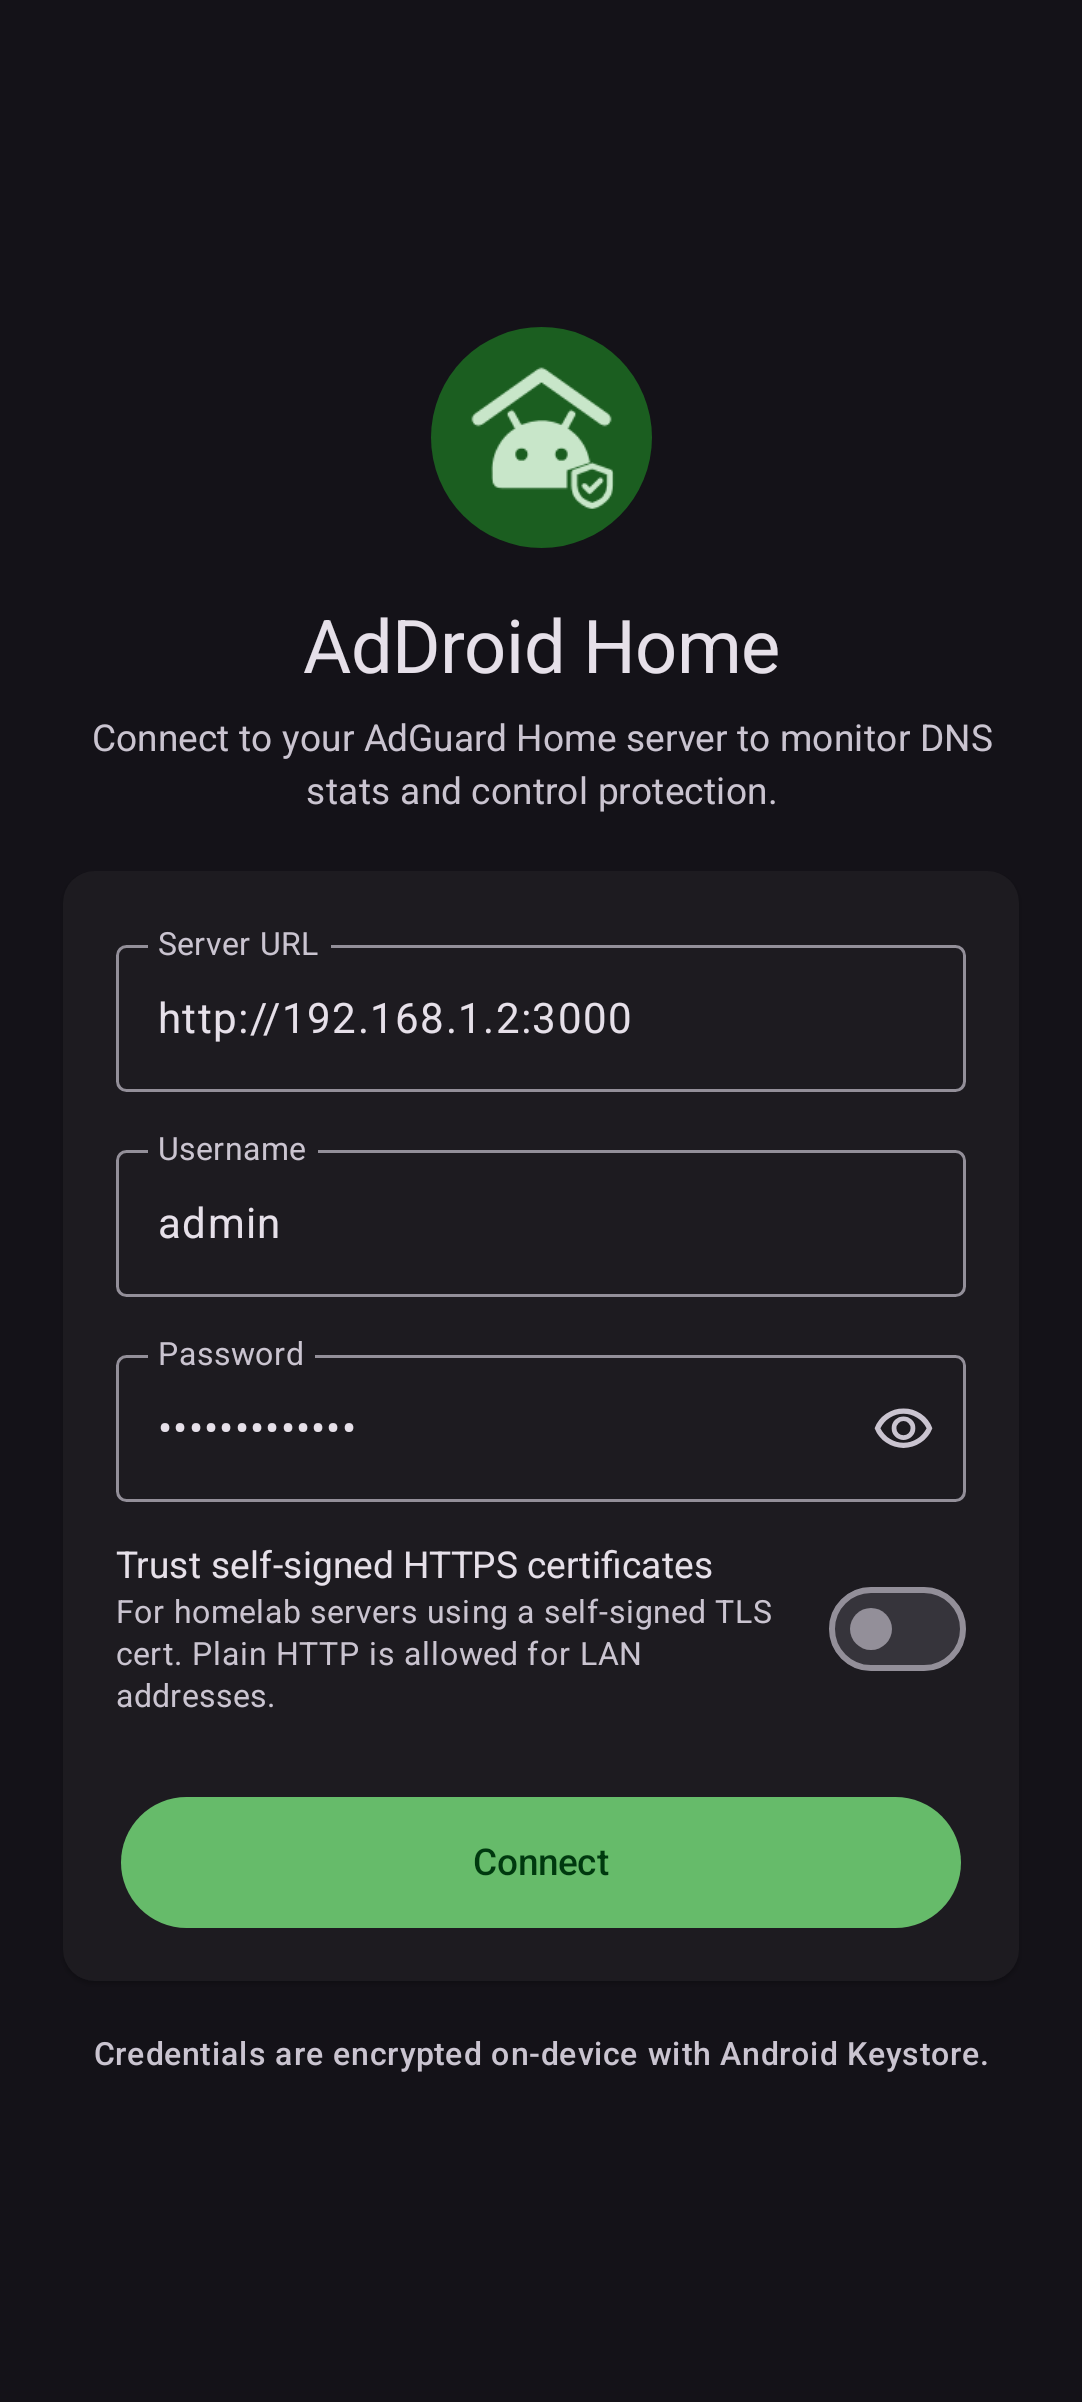 AdDroid Home
Connect to your AdGuard Home server to monitor DNS
stats and control protection.
Server URL
http://192.168.1.2:3000
Username
admin
Password
•••••••••••••
Trust self-signed HTTPS certificates
For homelab servers using a self-signed TLS
cert. Plain HTTP is allowed for LAN
addresses.
Connect
Credentials are encrypted on-device with Android Keystore.